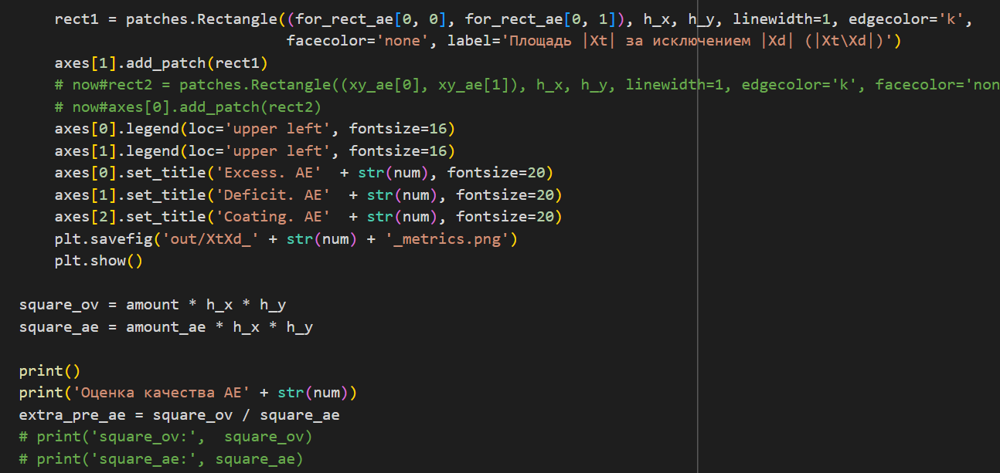 rect1 = patches.Rectangle((for_rect_ae[0, 0], for_rect_ae[0, 1]), h_x, h_y, linewidth=1, edgecolor='k',
facecolor='none', label='Площадь |Xt| за исключением |Xd| (|Xt\Xd|)')
axes[1].add_patch(rect1)
# now#rect2 = patches.Rectangle((xy_ae[0], xy_ae[1]), h_x, h_y, linewidth=1, edgecolor='k', facecolor='non
# now#axes[0].add_patch(rect2)
axes[0].legend(loc='upper left', fontsize=16)
axes[1].legend(loc='upper left', fontsize=16)
axes[0].set_title('Excess. AE'  + str(num), fontsize=20)
axes[1].set_title('Deficit. AE'  + str(num), fontsize=20)
axes[2].set_title('Coating. AE'  + str(num), fontsize=20)
plt.savefig('out/XtXd_' + str(num) + '_metrics.png')
plt.show()
square_ov = amount * h_x * h_y
square_ae = amount_ae * h_x * h_y
print()
print('Оценка качества AE' + str(num))
extra_pre_ae = square_ov / square_ae
# print('square_ov:',  square_ov)
# print('square_ae:', square_ae)